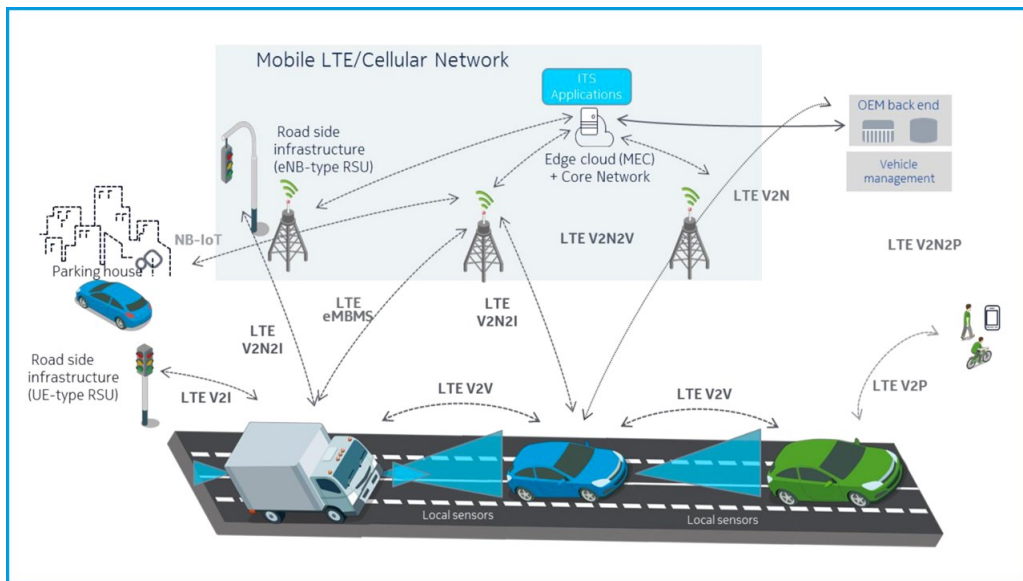 Mobile LTE/Cellular Network
ITS
Applications
OEM back end
Road side
infrastructure
(eNB-type RSU)
Edge cloud (MEC)
+ Core Network
Vehicle
management
LTE V2N
NB-IoT
LTE V2N2V
LTE V2N2P
Parking house
LTE
eMBMS
LTE
V2N2I
LTE
V2N2I
Road side
infrastructure
(UE-type RSU)
LTE V2I
LTE V2V
LTE V2V
LTE V2P
Local sensors
Local sensors